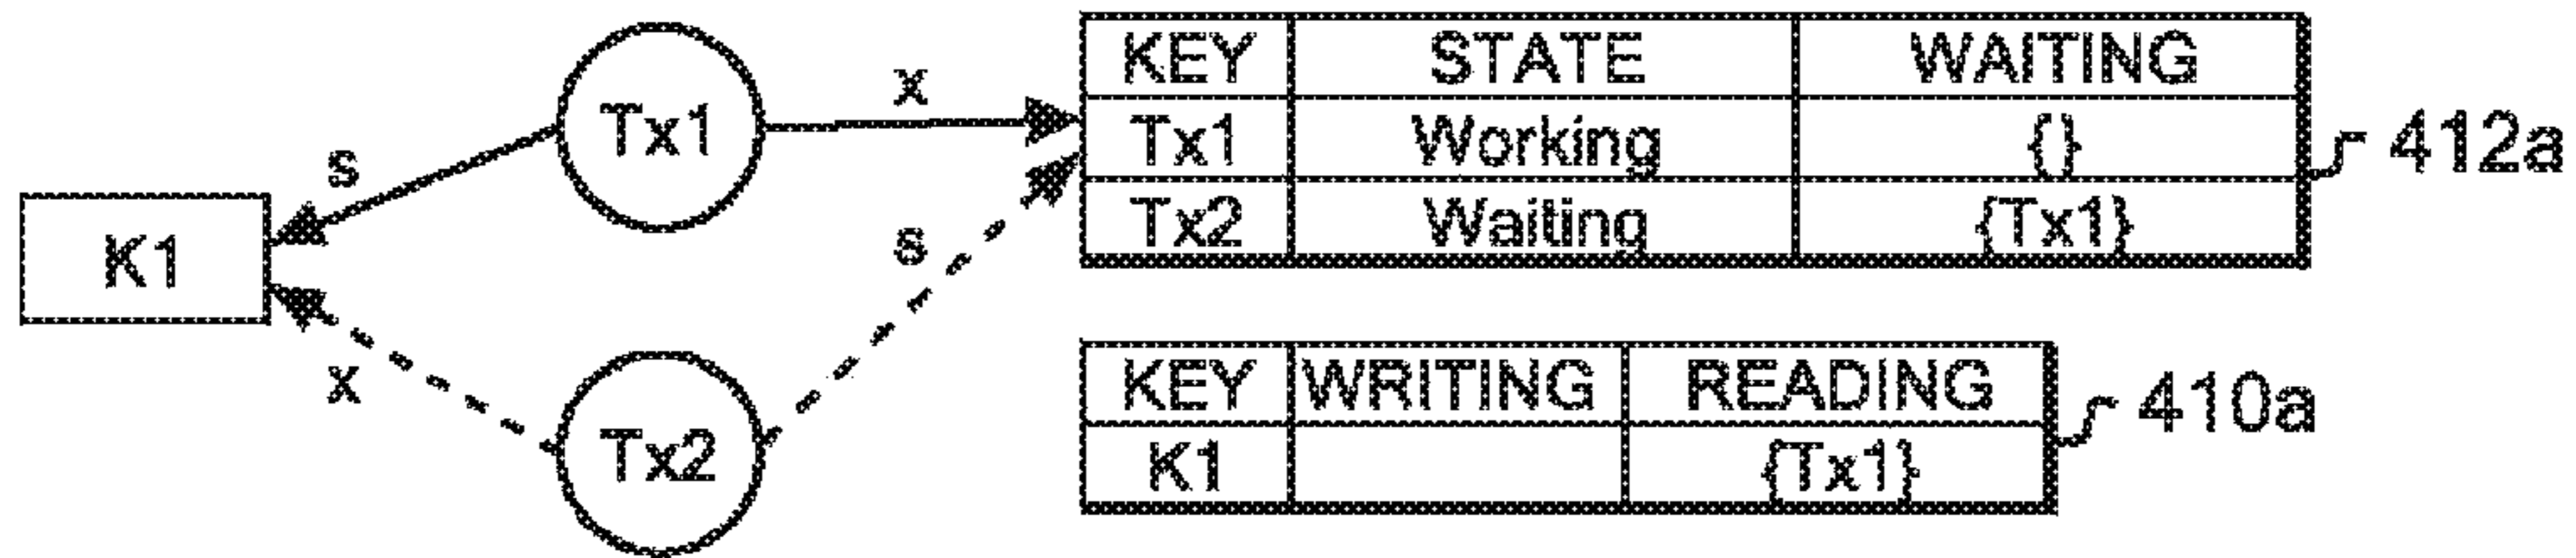 KEY STATE WAITING
Tx1 Working {}
Tx2 Waiting {Tx1}
412a
Tx1
x
s
K1
s
x
Tx2
KEY WRITING READING
K1 {Tx1}
410a